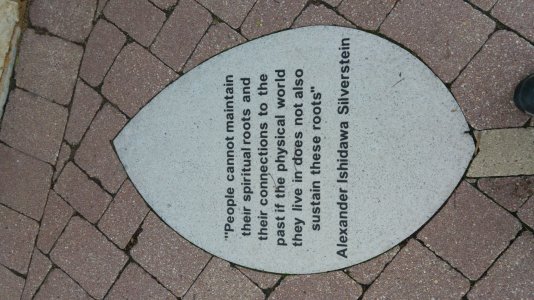 "People cannot maintain
their spiritual roots and
their connections to the
past if the physical world
they live in does not also
sustain these roots"
Alexander Ishidawa Silverstein